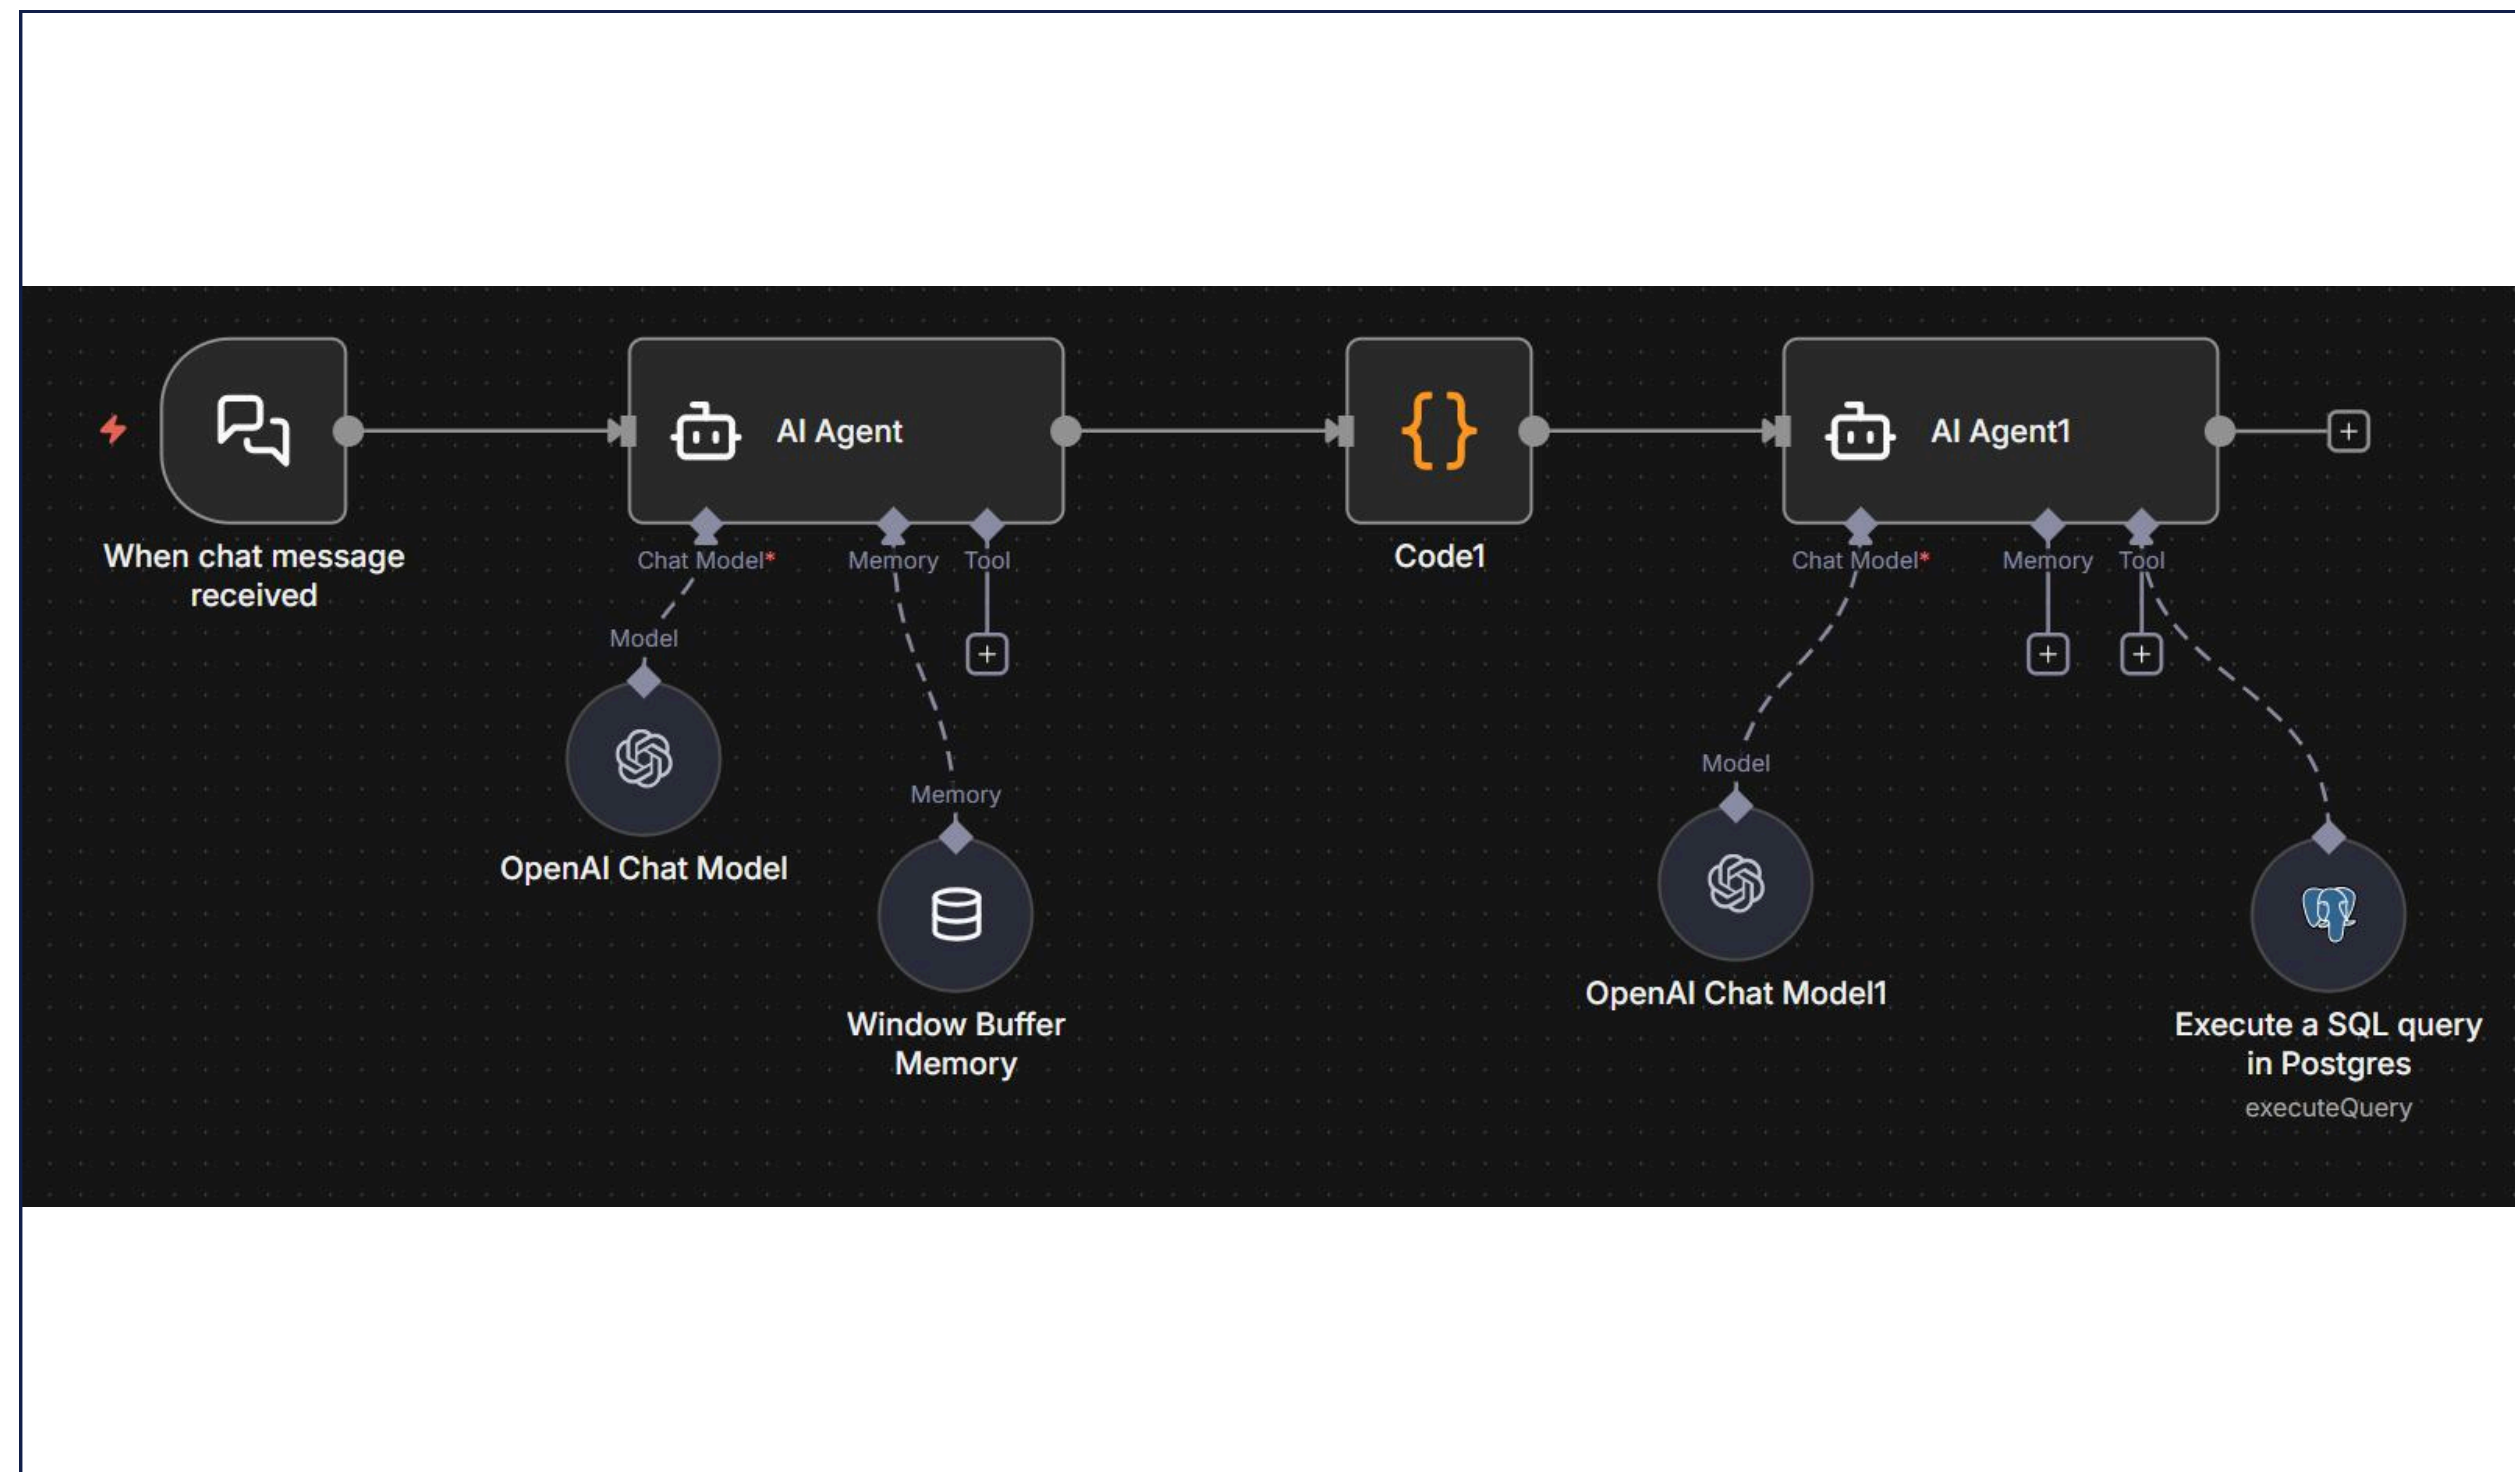 AI Agent
AI Agent1
When chat message
received
Chat Model*
Memory
Tool
Code1
Chat Model*
Memory
Tool
Model
OpenAI Chat Model
Memory
Window Buffer
Memory
Model
OpenAI Chat Model1
Execute a SQL query
in Postgres
executeQuery